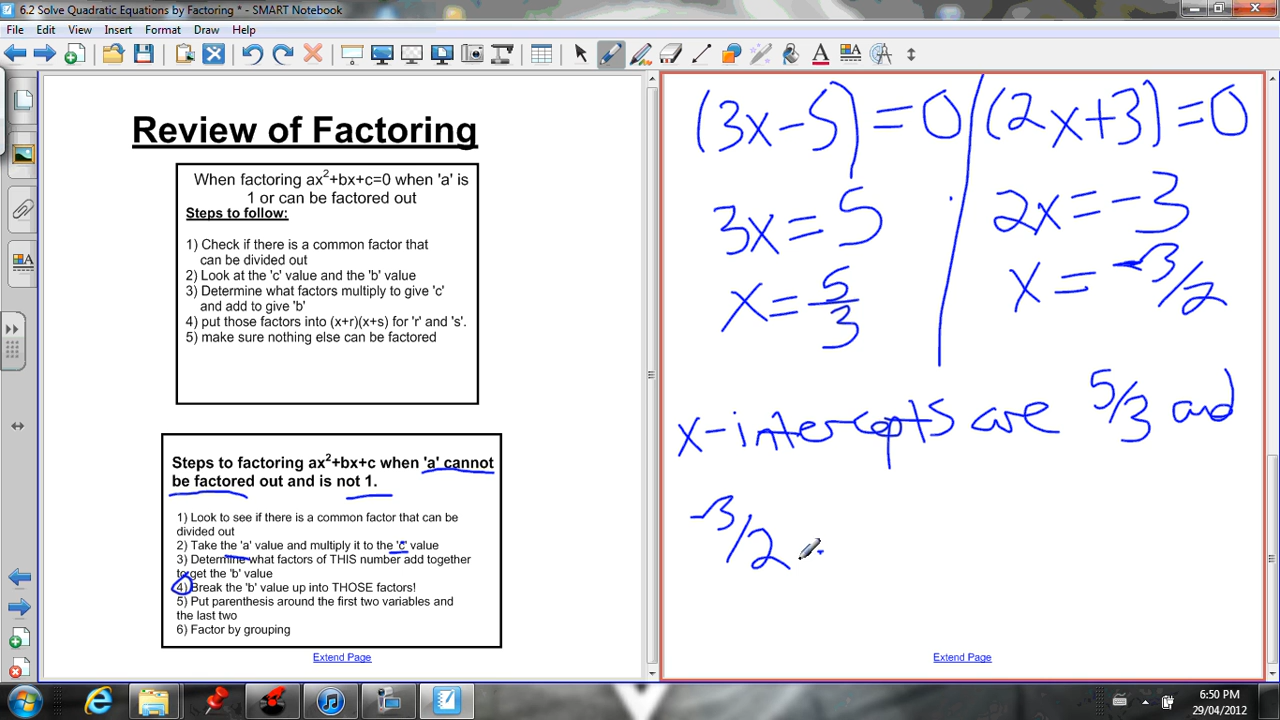 6.2 Solve Quadratic Equations by Factoring * - SMART Notebook
File Edit View Insert Format Draw Help
Review of Factoring
When factoring ax²+bx+c=0 when 'a' is
1 or can be factored out
Steps to follow:
1) Check if there is a common factor that
can be divided out
2) Look at the 'c' value and the 'b' value
3) Determine what factors multiply to give 'c'
and add to give 'b'
4) put those factors into (x+r)(x+s) for 'r' and 's'.
5) make sure nothing else can be factored
Steps to factoring ax²+bx+c when 'a' cannot
be factored out and is not 1.
1) Look to see if there is a common factor that can be
divided out
2) Take the 'a' value and multiply it to the 'c' value
3) Determine what factors of THIS number add together
to get the 'b' value
4) Break the 'b' value up into THOSE factors!
5) Put parenthesis around the first two variables and
the last two
6) Factor by grouping
Extend Page
(3x-5)=0 (2x+3)=0
3x=5 2x=-3
x=5/3 x=-3/2
x-intercepts are 5/3 and
-3/2
Extend Page
6:50 PM
29/04/2012